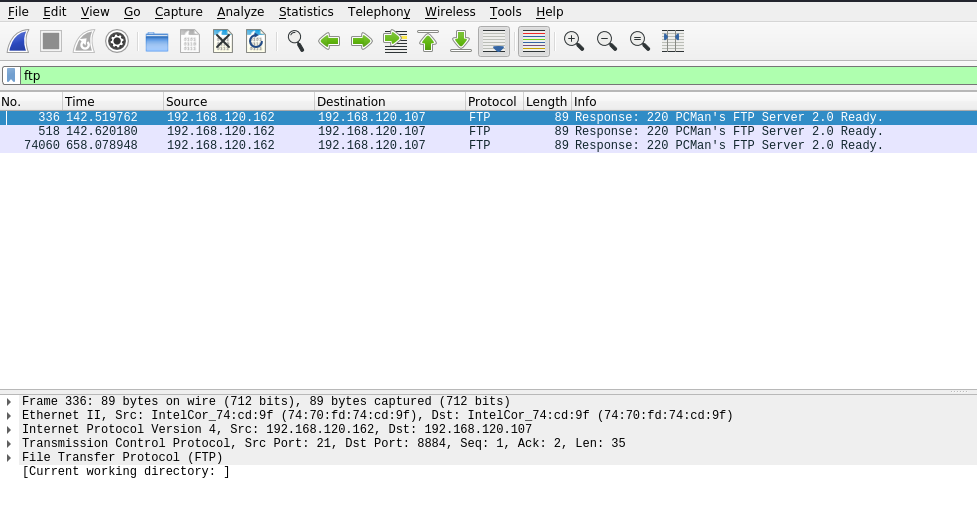 File Edit View Go Capture Analyze Statistics Telephony Wireless Tools Help
ftp
No. Time Source Destination Protocol Length Info
336 142.519762 192.168.120.162 192.168.120.107 FTP 89 Response: 220 PCMan's FTP Server 2.0 Ready.
518 142.620180 192.168.120.162 192.168.120.107 FTP 89 Response: 220 PCMan's FTP Server 2.0 Ready.
74060 658.078948 192.168.120.162 192.168.120.107 FTP 89 Response: 220 PCMan's FTP Server 2.0 Ready.
Frame 336: 89 bytes on wire (712 bits), 89 bytes captured (712 bits)
Ethernet II, Src: IntelCor_74:cd:9f (74:70:fd:74:cd:9f), Dst: IntelCor_74:cd:9f (74:70:fd:74:cd:9f)
Internet Protocol Version 4, Src: 192.168.120.162, Dst: 192.168.120.107
Transmission Control Protocol, Src Port: 21, Dst Port: 8884, Seq: 1, Ack: 2, Len: 35
File Transfer Protocol (FTP)
[Current working directory: ]